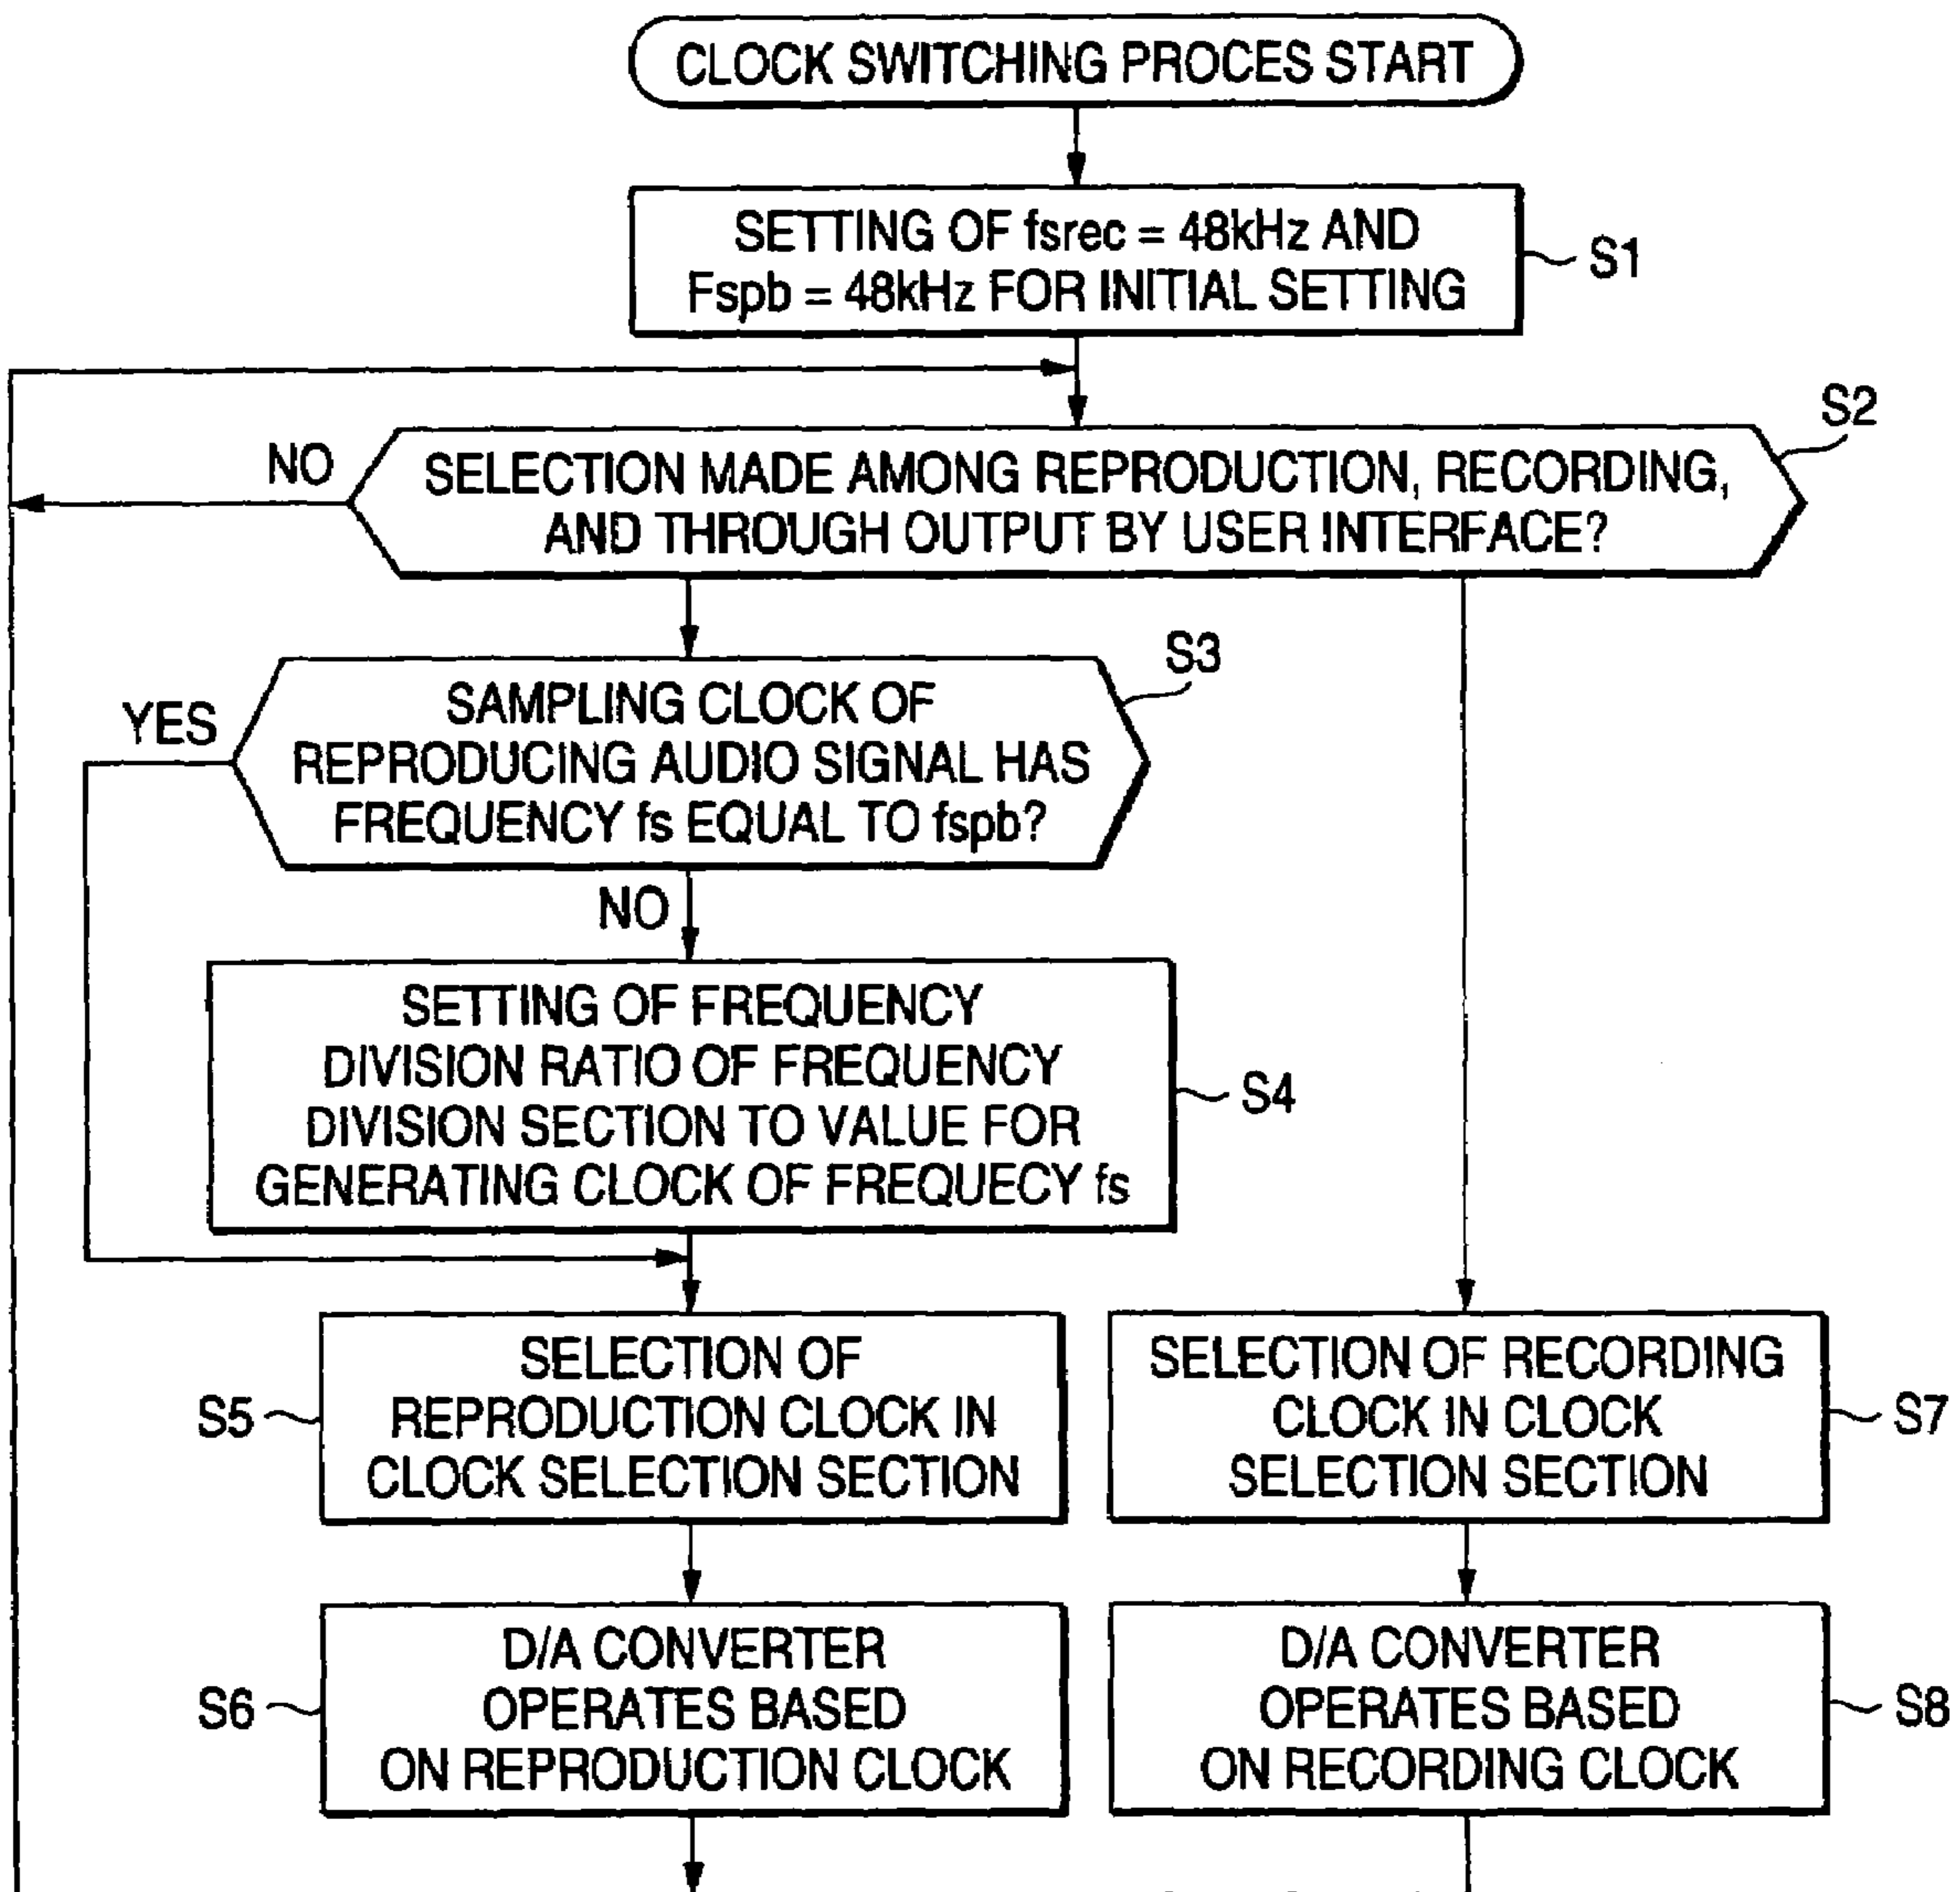 CLOCK SWITCHING PROCES START
SETTING OF fsrec = 48kHz AND
Fspb = 48kHz FOR INITIAL SETTING
S1
S2
NO
SELECTION MADE AMONG REPRODUCTION, RECORDING,
AND THROUGH OUTPUT BY USER INTERFACE?
S3
YES
SAMPLING CLOCK OF
REPRODUCING AUDIO SIGNAL HAS
FREQUENCY fs EQUAL TO fspb?
NO
SETTING OF FREQUENCY
DIVISION RATIO OF FREQUENCY
DIVISION SECTION TO VALUE FOR
GENERATING CLOCK OF FREQUECY fs
S4
SELECTION OF
REPRODUCTION CLOCK IN
CLOCK SELECTION SECTION
S5
SELECTION OF RECORDING
CLOCK IN CLOCK
SELECTION SECTION
S7
D/A CONVERTER
OPERATES BASED
ON REPRODUCTION CLOCK
S6
D/A CONVERTER
OPERATES BASED
ON RECORDING CLOCK
S8